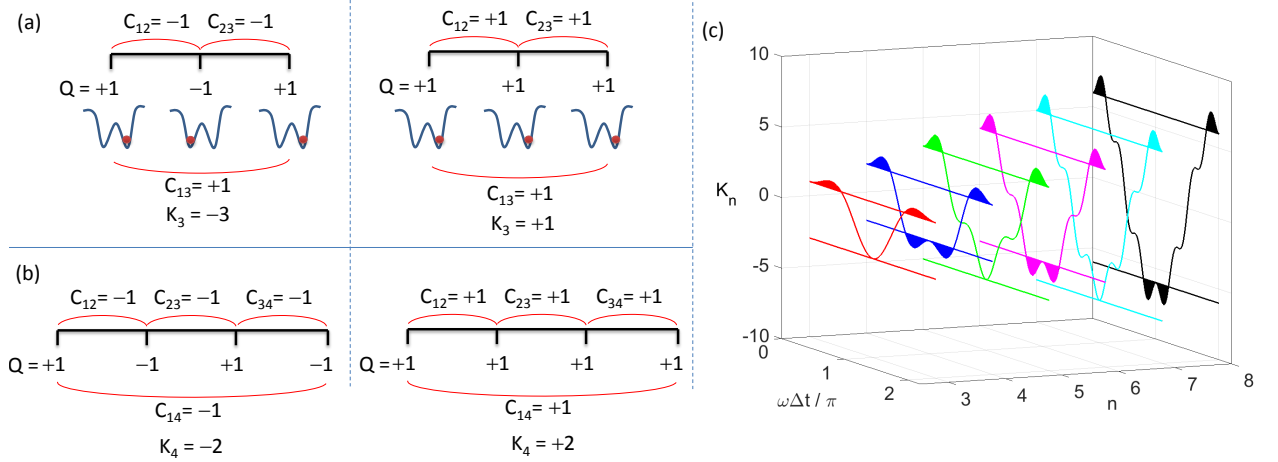 (a)
C₁₂= −1 C₂₃= −1
Q = +1 −1 +1
C₁₃= +1
K₃ = −3
C₁₂= +1 C₂₃= +1
Q = +1 +1 +1
C₁₃= +1
K₃ = +1
(b)
C₁₂= −1 C₂₃= −1 C₃₄= −1
Q = +1 −1 +1 −1
C₁₄= −1
K₄ = −2
C₁₂= +1 C₂₃= +1 C₃₄= +1
Q = +1 +1 +1 +1
C₁₄= +1
K₄ = +2
(c)
10
5
0
-5
-10
Kₙ
0
1
2
ωΔt / π
3
4
5
6
7
8
n